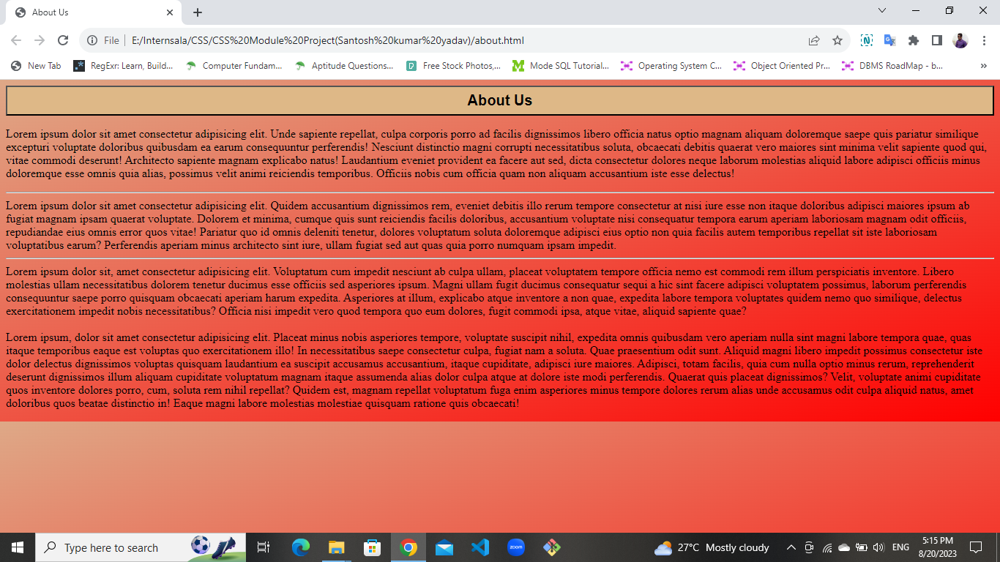 About Us
File
E:/Internsala/CSS/CSS%20Module%20Project(Santosh%20kumar%20yadav)/about.html
New Tab
RegExr: Learn, Build...
Computer Fundam...
Aptitude Questions...
Free Stock Photos,...
Mode SQL Tutorial...
Operating System C...
Object Oriented Pr...
DBMS RoadMap - b...
»
About Us
Lorem ipsum dolor sit amet consectetur adipisicing elit. Unde sapiente repellat, culpa corporis porro ad facilis dignissimos libero officia natus optio magnam aliquam doloremque saepe quis pariatur similique
excepturi voluptate doloribus quibusdam ea earum consequuntur perferendis! Nesciunt distinctio magni corrupti necessitatibus soluta, obcaecati debitis quaerat vero maiores sint minima velit sapiente quod qui,
vitae commodi deserunt! Architecto sapiente magnam explicabo natus! Laudantium eveniet provident ea facere aut sed, dicta consectetur dolores neque laborum molestias aliquid labore adipisci officiis minus
doloremque esse omnis quia alias, possimus velit animi reiciendis temporibus. Officiis nobis cum officia quam non aliquam accusantium iste esse delectus!
Lorem ipsum dolor sit amet consectetur adipisicing elit. Quidem accusantium dignissimos rem, eveniet debitis illo rerum tempore consectetur at nisi iure esse non itaque doloribus adipisci maiores ipsum ab
fugiat magnam ipsam quaerat voluptate. Dolorem et minima, cumque quis sunt reiciendis facilis doloribus, accusantium voluptate nisi consequatur tempora earum aperiam laboriosam magnam odit officiis,
repudiandae eius omnis error quos vitae! Pariatur quo id omnis deleniti tenetur, dolores voluptatum soluta doloremque adipisci eius optio non quia facilis autem temporibus repellat sit iste laboriosam
voluptatibus earum? Perferendis aperiam minus architecto sint iure, ullam fugiat sed aut quas quia porro numquam ipsam impedit.
Lorem ipsum dolor sit, amet consectetur adipisicing elit. Voluptatum cum impedit nesciunt ab culpa ullam, placeat voluptatem tempore officia nemo est commodi rem illum perspiciatis inventore. Libero
molestias ullam necessitatibus dolorem tenetur ducimus esse officiis sed asperiores ipsum. Magni ullam fugit ducimus consequatur sequi a hic sint facere adipisci voluptatem possimus, laborum perferendis
consequuntur saepe porro quisquam obcaecati aperiam harum expedita. Asperiores at illum, explicabo atque inventore a non quae, expedita labore tempora voluptates quidem nemo quo similique, delectus
exercitationem impedit nobis necessitatibus? Officia nisi impedit vero quod tempora quo eum dolores, fugit commodi ipsa, atque vitae, aliquid sapiente quae?
Lorem ipsum, dolor sit amet consectetur adipisicing elit. Placeat minus nobis asperiores tempore, voluptate suscipit nihil, expedita omnis quibusdam vero aperiam nulla sint magni labore tempora quae, quas
itaque temporibus eaque est voluptas quo exercitationem illo! In necessitatibus saepe consectetur culpa, fugiat nam a soluta. Quae praesentium odit sunt. Aliquid magni libero impedit possimus consectetur iste
dolor delectus dignissimos voluptas quisquam laudantium ea suscipit accusamus accusantium, itaque cupiditate, adipisci iure maiores. Adipisci, totam facilis, quia cum nulla optio minus rerum, reprehenderit
deserunt dignissimos illum aliquam cupiditate voluptatum magnam itaque assumenda alias dolor culpa atque at dolore iste modi perferendis. Quaerat quis placeat dignissimos? Velit, voluptate animi cupiditate
quos inventore dolores porro, cum, soluta rem nihil repellat? Quidem est, magnam repellat voluptatum fuga enim asperiores minus tempore dolores rerum alias unde accusamus odit culpa aliquid natus, amet
doloribus quos beatae distinctio in! Eaque magni labore molestias molestiae quisquam ratione quis obcaecati!
Type here to search
zoom
27°C Mostly cloudy
ENG
5:15 PM
8/20/2023